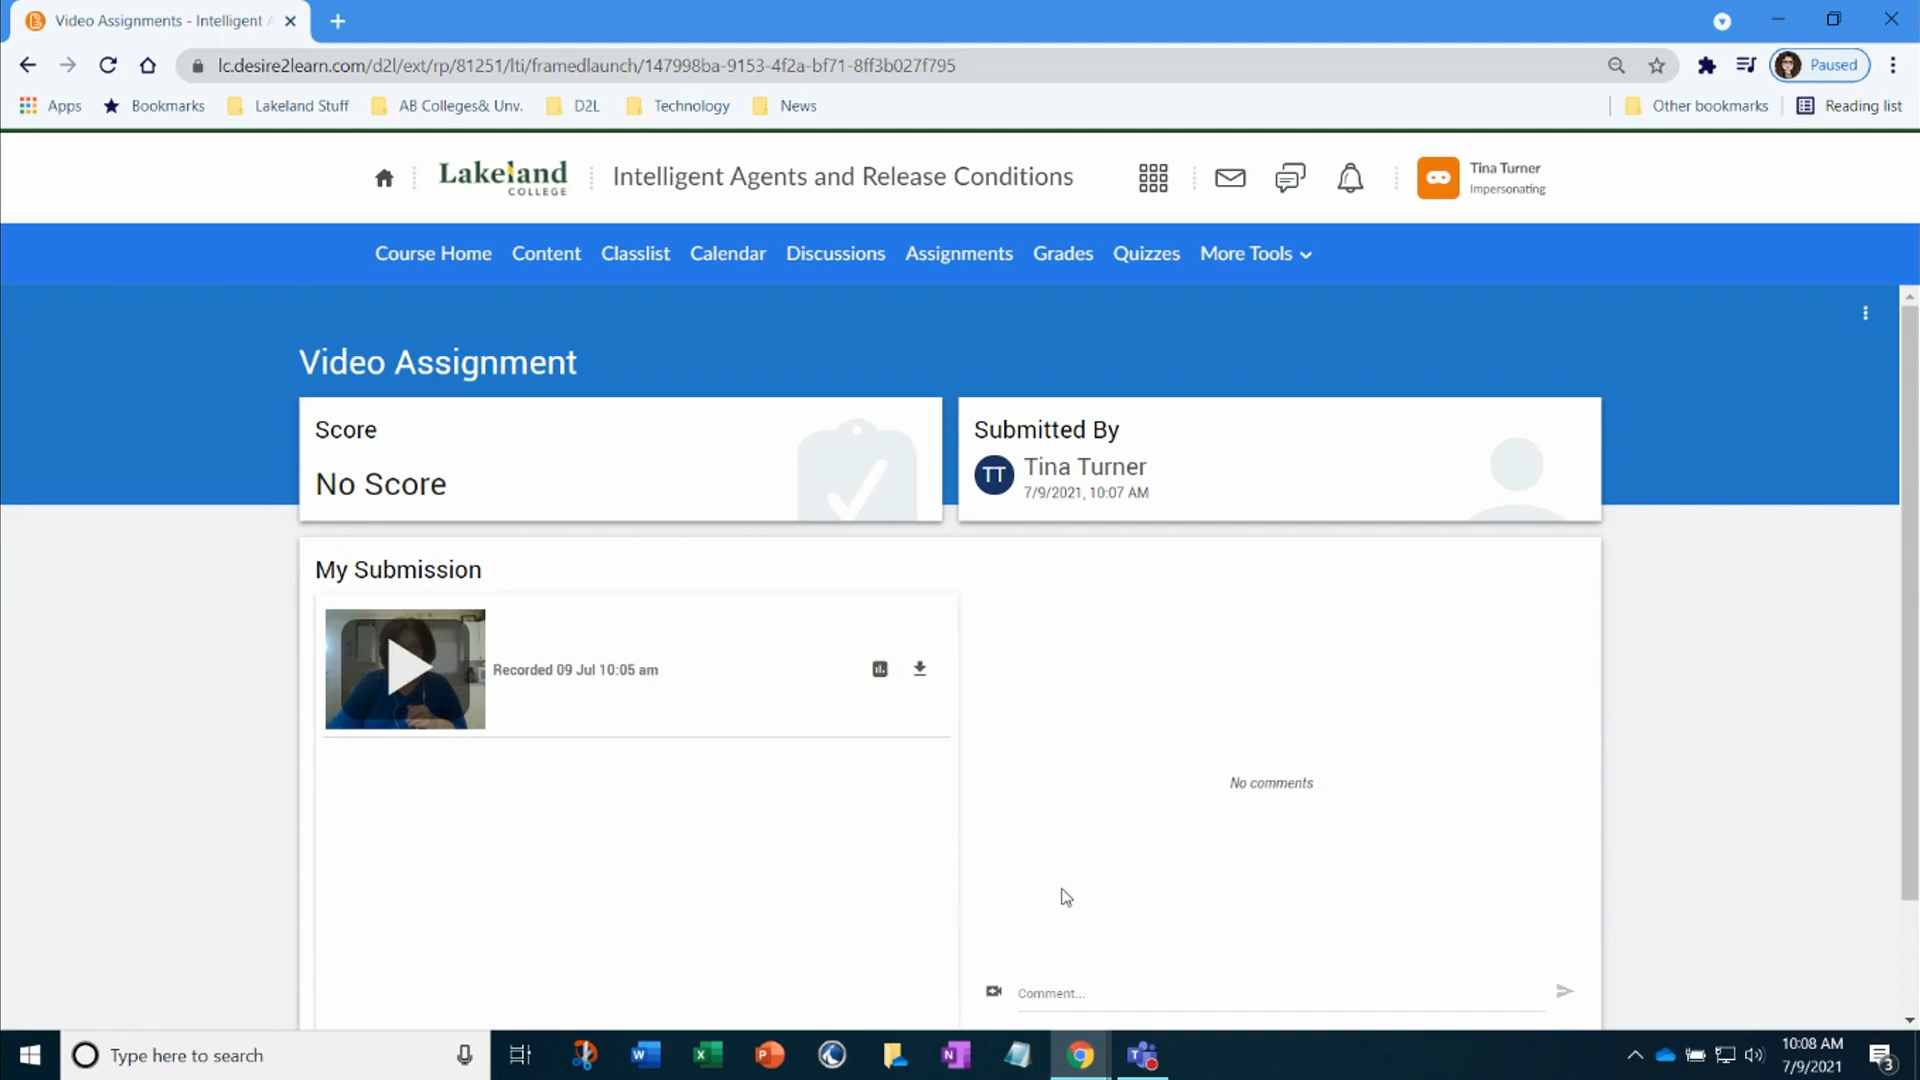 Video Assignments - Intelligent A
lc.desire2learn.com/d2l/ext/rp/81251/lti/framedlaunch/147998ba-9153-4f2a-bf71-8ff3b027f795
Paused
Apps Bookmarks Lakeland Stuff AB Colleges& Unv. D2L Technology News Other bookmarks Reading list
Lakeland
COLLEGE
Intelligent Agents and Release Conditions
Tina Turner
Impersonating
Course Home Content Classlist Calendar Discussions Assignments Grades Quizzes More Tools
Video Assignment
Score
No Score
Submitted By
TT
Tina Turner
7/9/2021, 10:07 AM
My Submission
Recorded 09 Jul 10:05 am
No comments
Comment...
Type here to search
10:08 AM
7/9/2021
3